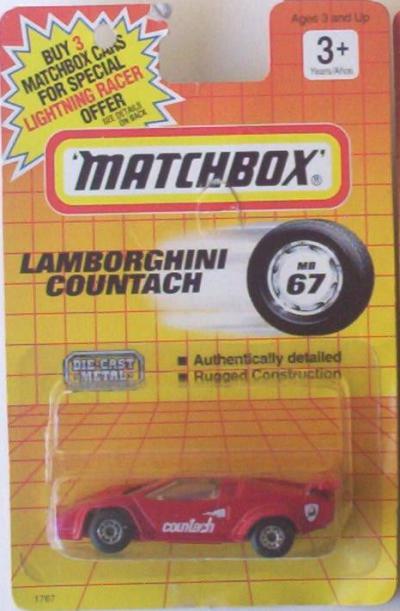 BUY 3
MATCHBOX CARS
FOR SPECIAL
LIGHTNING RACER
OFFER
SEE DETAILS
ON BACK
Ages 3 and Up
3+
Years/Años
"MATCHBOX"®
LAMBORGHINI
COUNTACH
MB
67
DIE-CAST
METAL
■ Authentically detailed
■ Rugged Construction
countach
1767